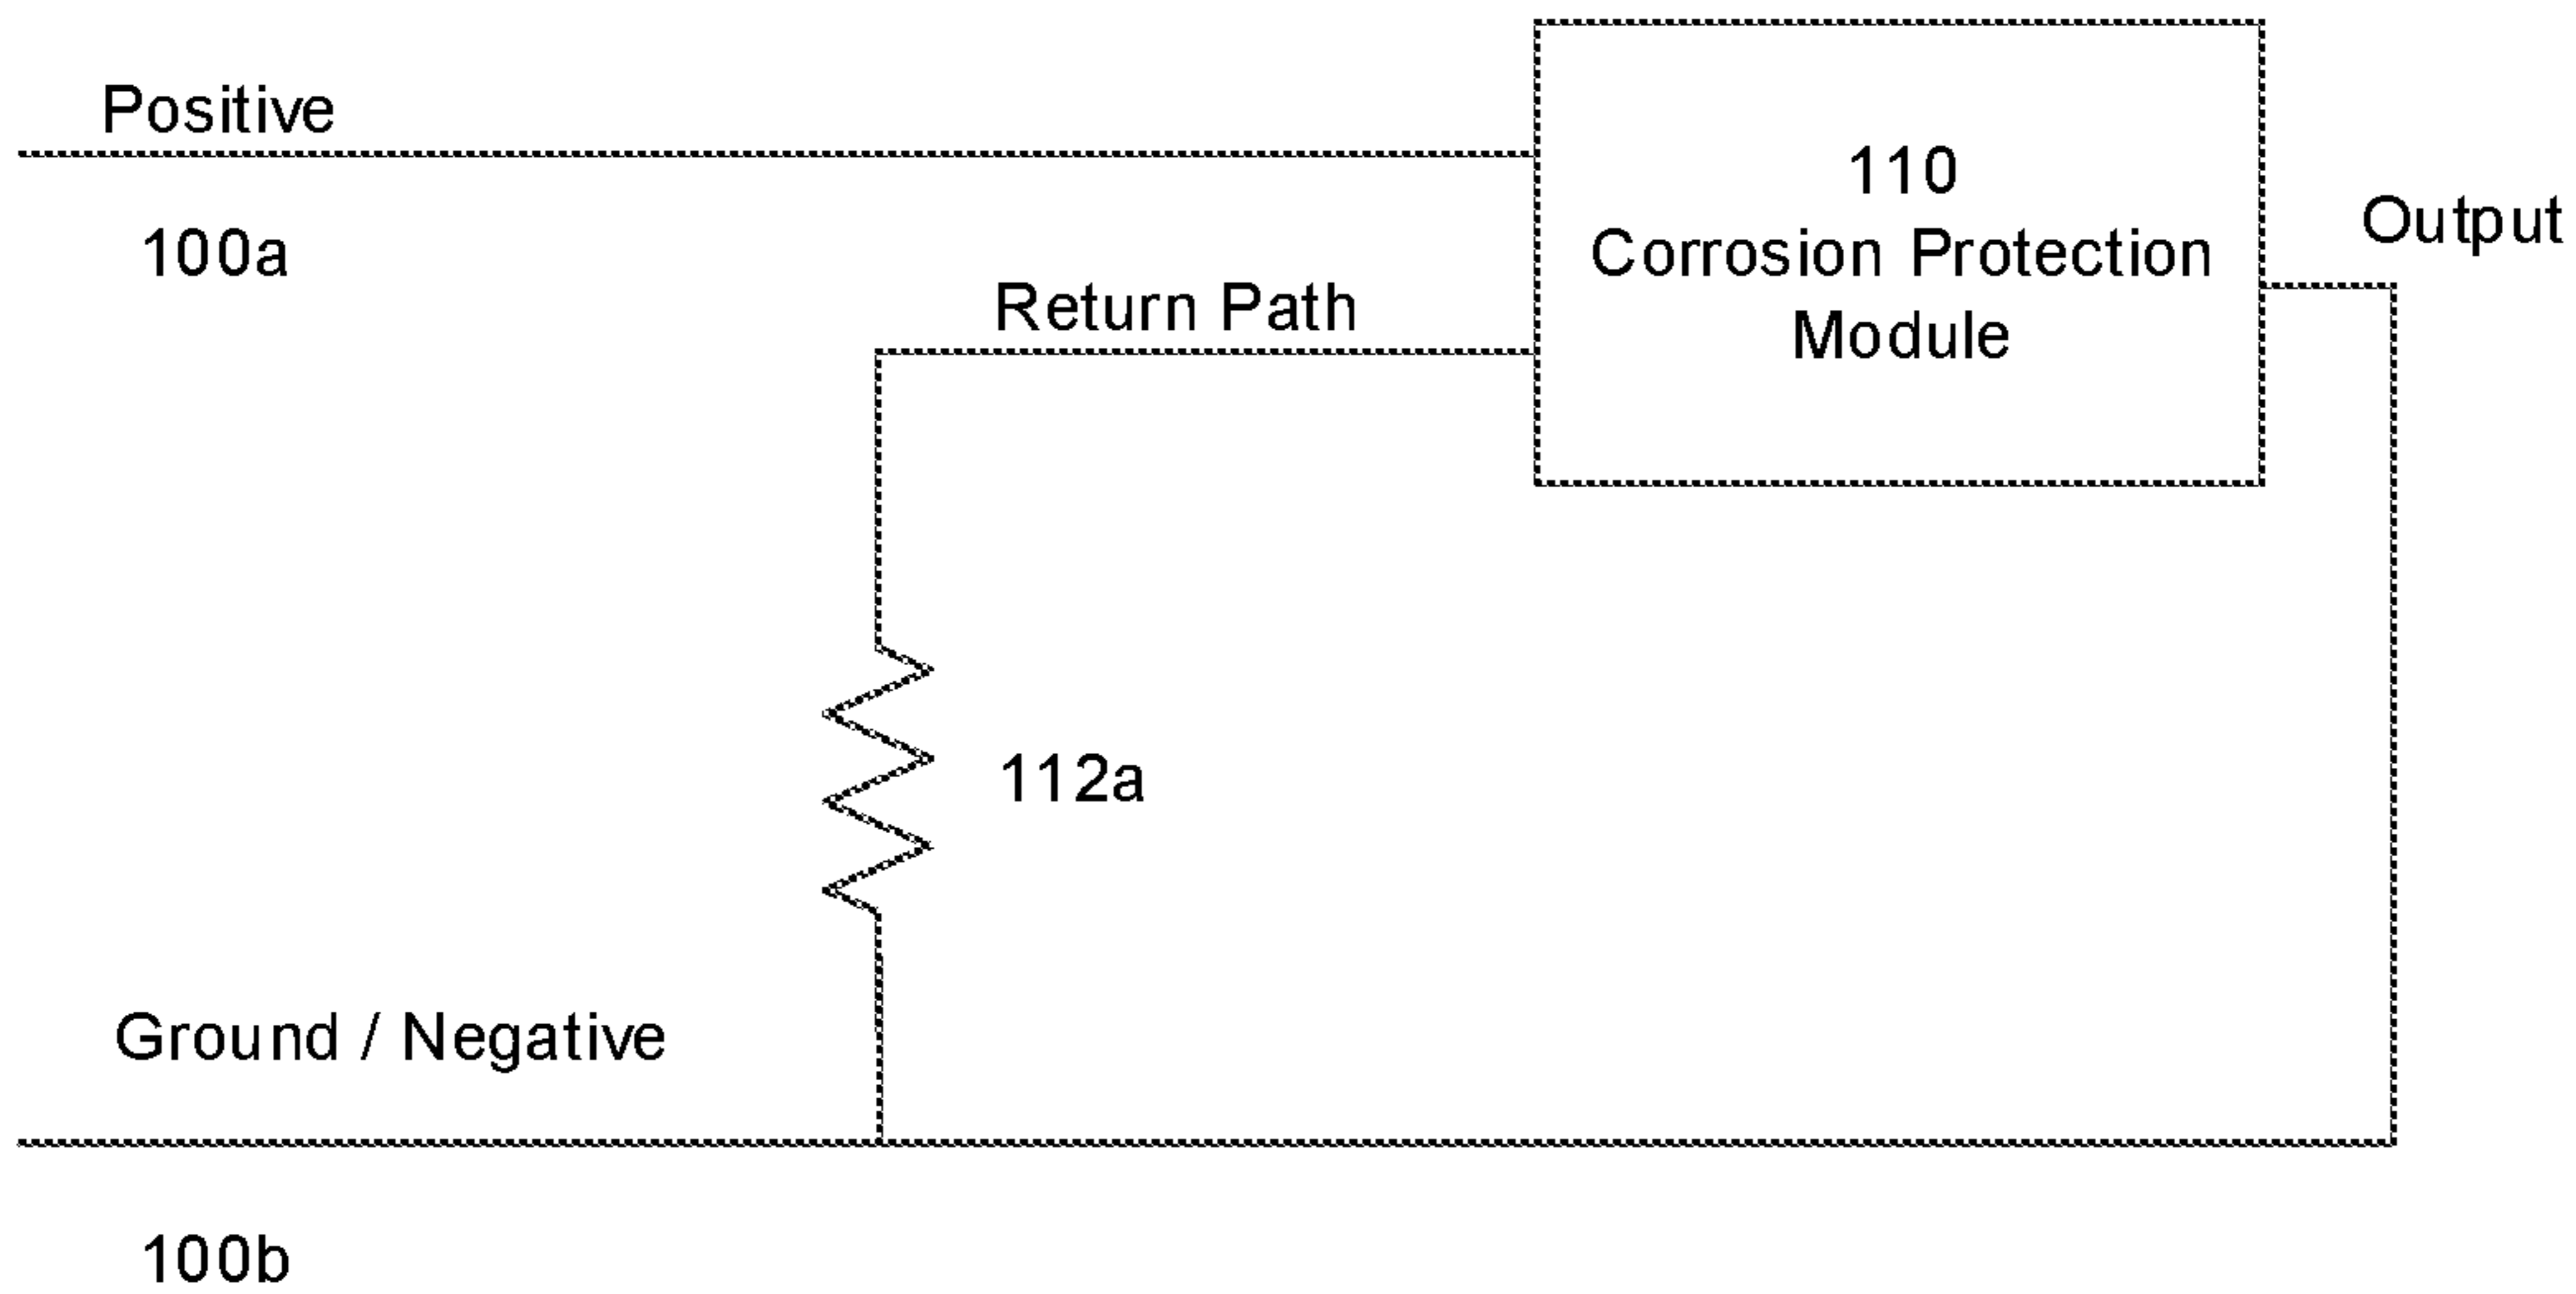 Positive
100a
110
Corrosion Protection
Module
Output
Return Path
112a
Ground / Negative
100b